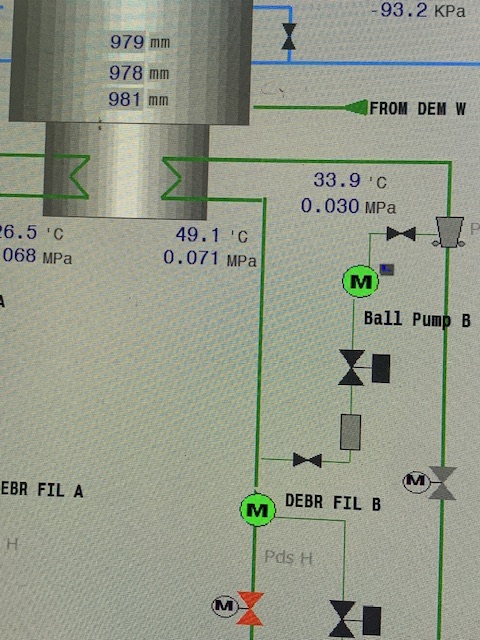 -93.2 KPa
979 mm
978 mm
981 mm
FROM DEM W
33.9 'C
0.030 MPa
26.5 'C
49.1 'C
068 MPa
0.071 MPa
P
M
A
Ball Pump B
M
EBR FIL A
DEBR FIL B
M
H
Pds H
M